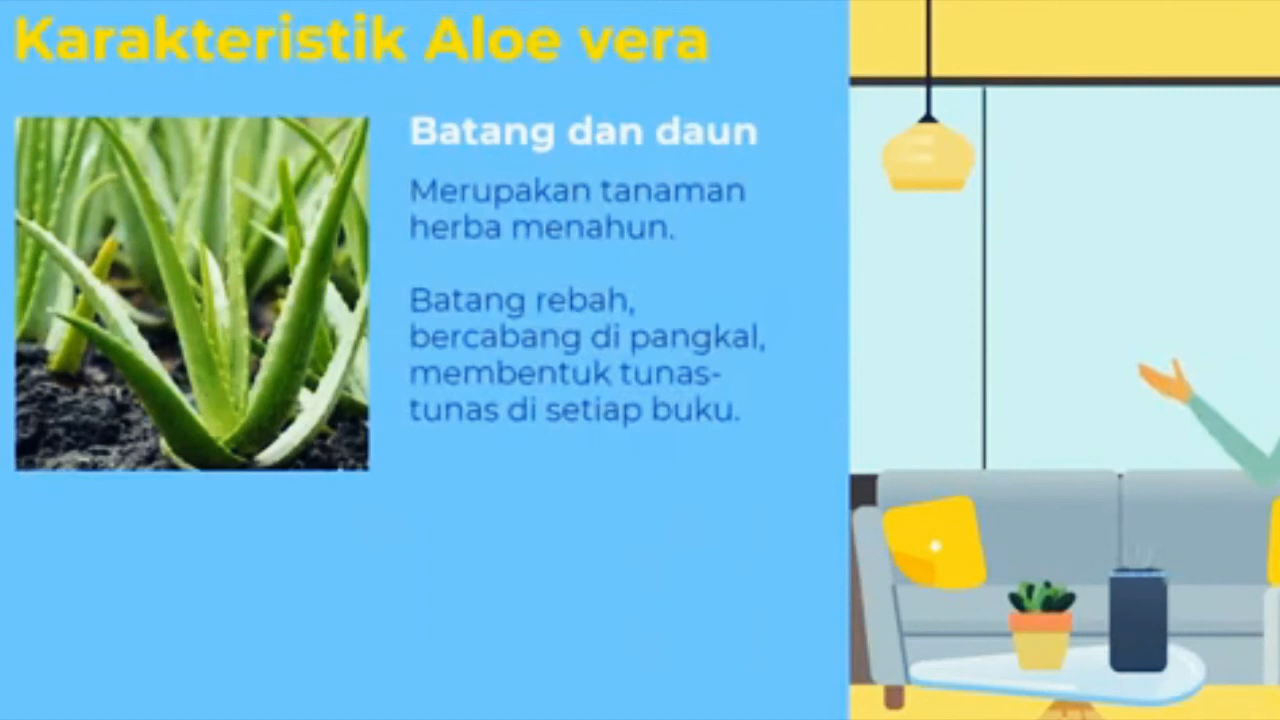 Karakteristik Aloe vera
Batang dan daun
Merupakan tanaman
herba menahun.
Batang rebah,
bercabang di pangkal,
membentuk tunas-
tunas di setiap buku.